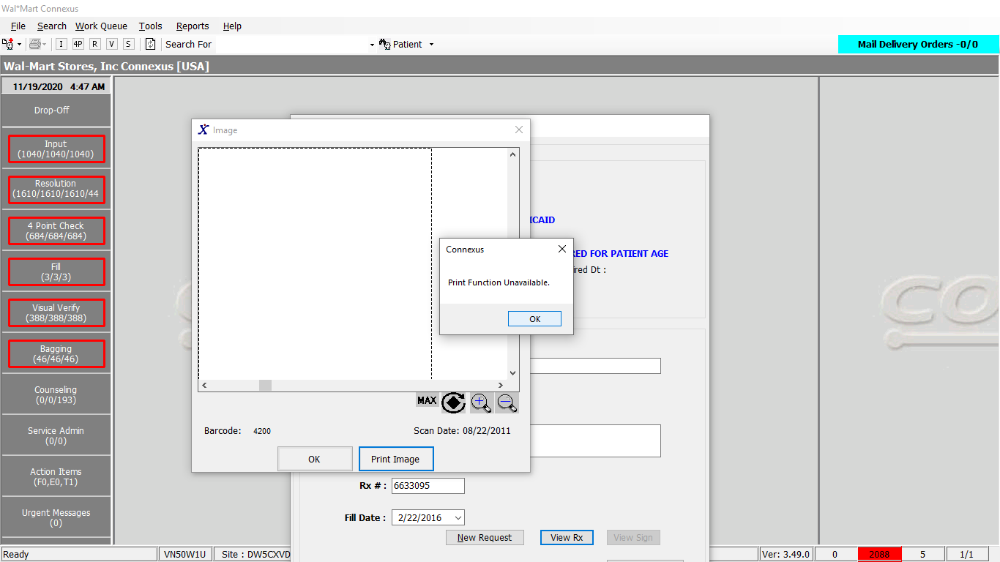 Wal*Mart Connexus
File Search Work Queue Tools Reports Help
I 4P R V S Search For Patient Mail Delivery Orders -0/0
Wal-Mart Stores, Inc Connexus [USA]
11/19/2020 4:47 AM
Drop-Off
Input
(1040/1040/1040)
Resolution
(1610/1610/1610/44
4 Point Check
(684/684/684)
Fill
(3/3/3)
Visual Verify
(388/388/388)
Bagging
(46/46/46)
Counseling
(0/0/193)
Service Admin
(0/0)
Action Items
(F0,E0,T1)
Urgent Messages
(0)
X Image
ICAID
RED FOR PATIENT AGE
ired Dt :
Connexus
Print Function Unavailable.
OK
MAX
Barcode: 4200 Scan Date: 08/22/2011
OK Print Image
Rx # : 6633095
Fill Date : 2/22/2016
New Request View Rx View Sign
CO
Ready VN50W1U Site : DW5CXVD Ver: 3.49.0 0 2088 5 1/1